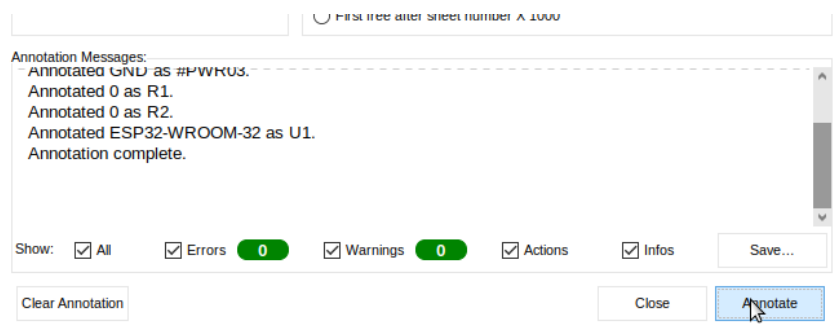 First free after sheet number X 1000
Annotation Messages:
Annotated GND as #PWR03.
Annotated 0 as R1.
Annotated 0 as R2.
Annotated ESP32-WROOM-32 as U1.
Annotation complete.
Show: All Errors 0 Warnings 0 Actions Infos Save...
Clear Annotation Close Annotate